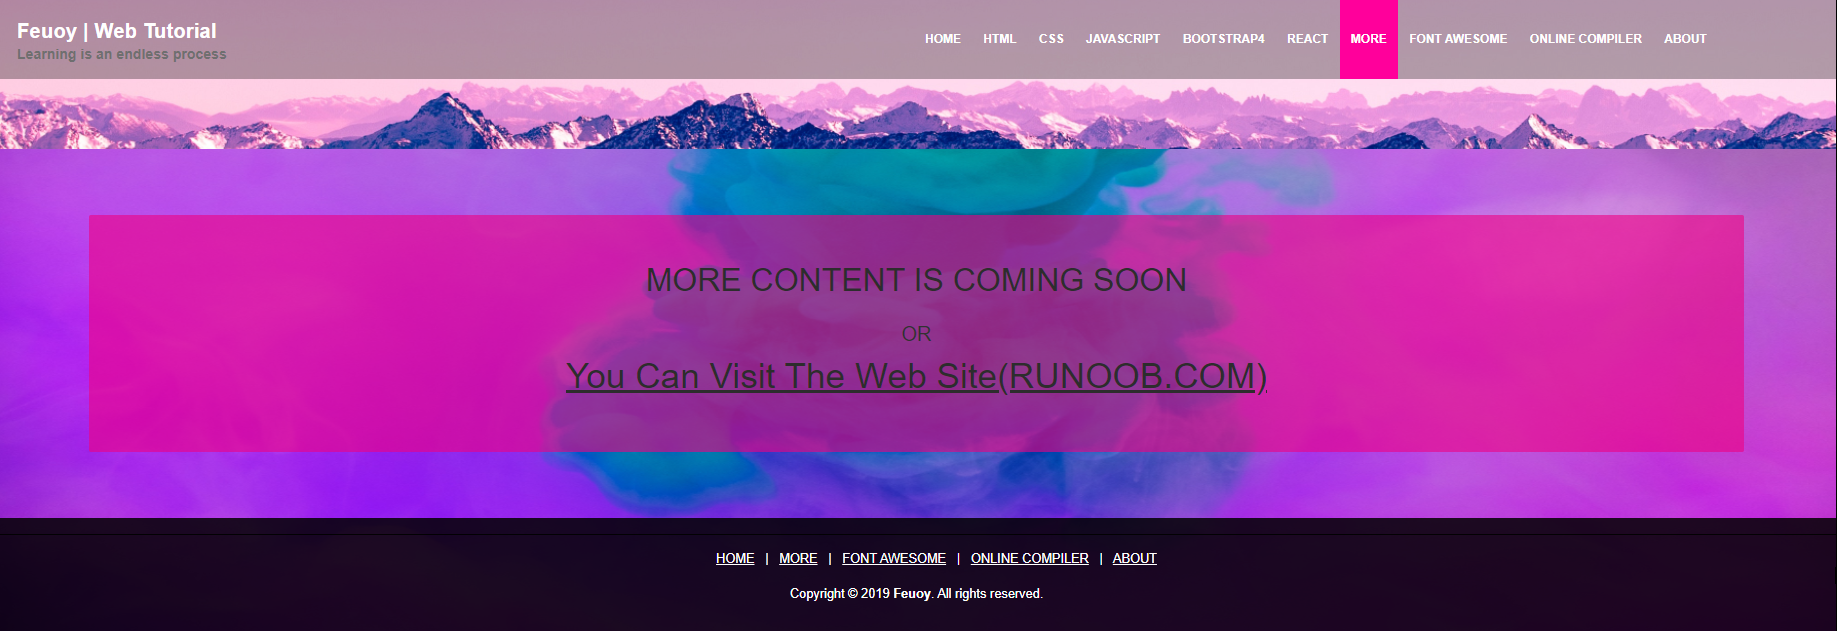 Feuoy | Web Tutorial
Learning is an endless process
HOME HTML CSS JAVASCRIPT BOOTSTRAP4 REACT MORE FONT AWESOME ONLINE COMPILER ABOUT
MORE CONTENT IS COMING SOON
OR
You Can Visit The Web Site(RUNOOB.COM)
HOME | MORE | FONT AWESOME | ONLINE COMPILER | ABOUT
Copyright © 2019 Feuoy. All rights reserved.